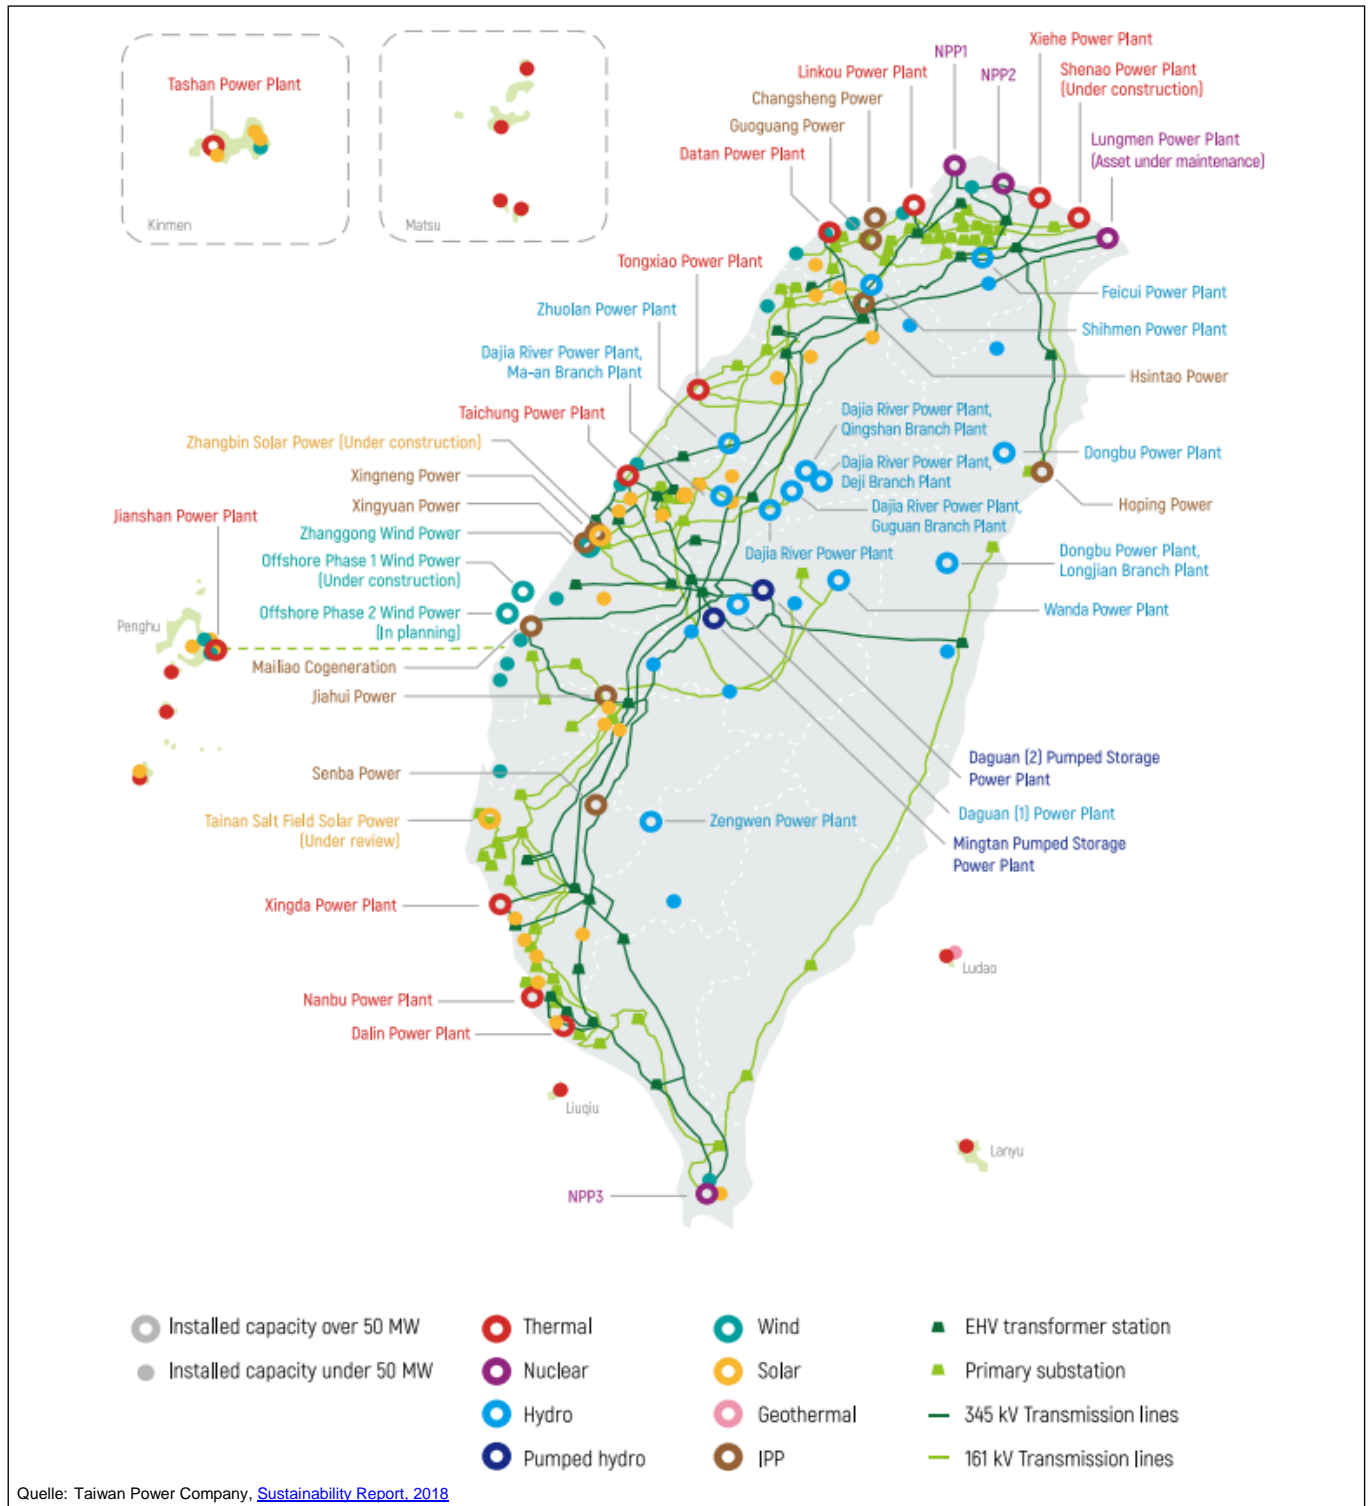 Tashan Power Plant
Kinmen
Matsu
NPP1
Xiehe Power Plant
Linkou Power Plant
NPP2
Shenao Power Plant
(Under construction)
Changsheng Power
Guoguang Power
Datan Power Plant
Lungmen Power Plant
(Asset under maintenance)
Tongxiao Power Plant
Feicui Power Plant
Zhuolan Power Plant
Shihmen Power Plant
Dajia River Power Plant,
Ma-an Branch Plant
Hsintao Power
Taichung Power Plant
Dajia River Power Plant,
Qingshan Branch Plant
Zhangbin Solar Power (Under construction)
Dajia River Power Plant,
Deji Branch Plant
Dongbu Power Plant
Xingneng Power
Xingyuan Power
Dajia River Power Plant,
Guguan Branch Plant
Hoping Power
Jianshan Power Plant
Zhanggong Wind Power
Dajia River Power Plant
Offshore Phase 1 Wind Power
(Under construction)
Dongbu Power Plant,
Longjian Branch Plant
Offshore Phase 2 Wind Power
(In planning)
Wanda Power Plant
Penghu
Mailiao Cogeneration
Jiahui Power
Daguan (2) Pumped Storage
Power Plant
Senba Power
Daguan (1) Power Plant
Tainan Salt Field Solar Power
(Under review)
Zengwen Power Plant
Mingtan Pumped Storage
Power Plant
Xingda Power Plant
Ludao
Nanbu Power Plant
Dalin Power Plant
Liuqiu
Lanyu
NPP3
Installed capacity over 50 MW
Thermal
Wind
EHV transformer station
Installed capacity under 50 MW
Nuclear
Solar
Primary substation
Hydro
Geothermal
345 kV Transmission lines
Pumped hydro
IPP
161 kV Transmission lines
Quelle: Taiwan Power Company, Sustainability Report, 2018